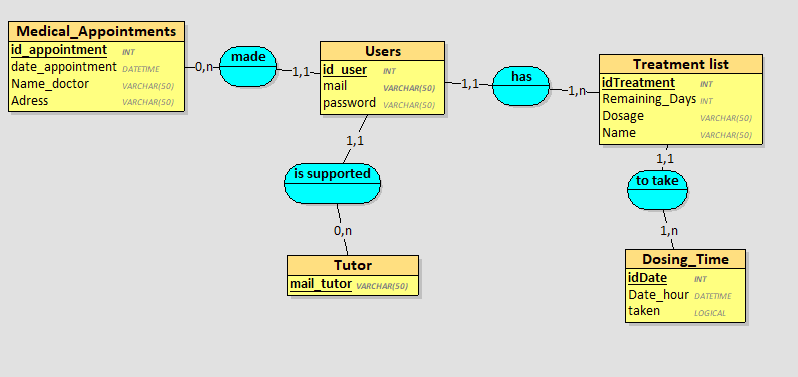 Medical_Appointments
id_appointment INT
date_appointment DATETIME
Name_doctor VARCHAR(50)
Adress VARCHAR(50)
0,n
made
1,1
Users
id_user INT
mail VARCHAR(50)
password VARCHAR(50)
1,1
has
1,n
Treatment list
idTreatment INT
Remaining_Days INT
Dosage VARCHAR(50)
Name VARCHAR(50)
1,1
is supported
0,n
Tutor
mail_tutor VARCHAR(50)
1,1
to take
1,n
Dosing_Time
idDate INT
Date_hour DATETIME
taken LOGICAL